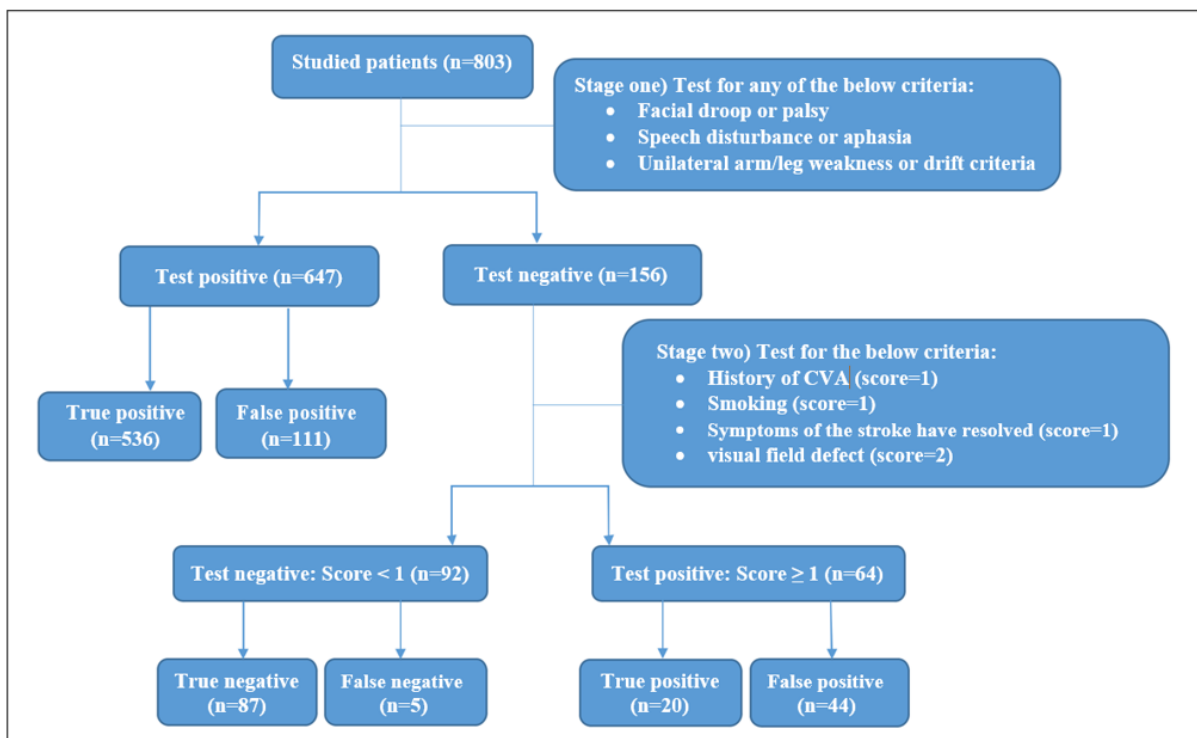 Studied patients (n=803)
Stage one) Test for any of the below criteria:
• Facial droop or palsy
• Speech disturbance or aphasia
• Unilateral arm/leg weakness or drift criteria
Test positive (n=647)
Test negative (n=156)
Stage two) Test for the below criteria:
• History of CVA (score=1)
• Smoking (score=1)
• Symptoms of the stroke have resolved (score=1)
• visual field defect (score=2)
True positive
(n=536)
False positive
(n=111)
Test negative: Score < 1 (n=92)
Test positive: Score ≥ 1 (n=64)
True negative
(n=87)
False negative
(n=5)
True positive
(n=20)
False positive
(n=44)